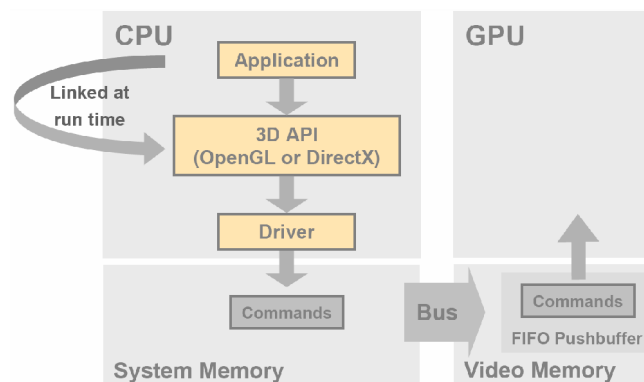 CPU
GPU
Application
Linked at
run time
3D API
(OpenGL or DirectX)
Driver
Commands
Bus
Commands
FIFO Pushbuffer
System Memory
Video Memory